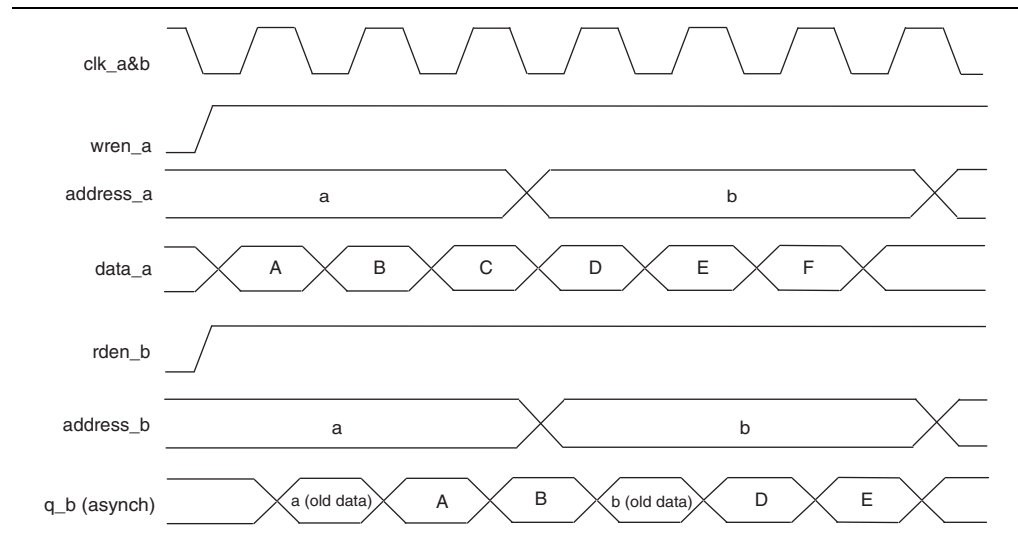 clk_a&b
wren_a
address_a a b
data_a A B C D E F
rden_b
address_b a b
q_b (asynch) a (old data) A B b (old data) D E